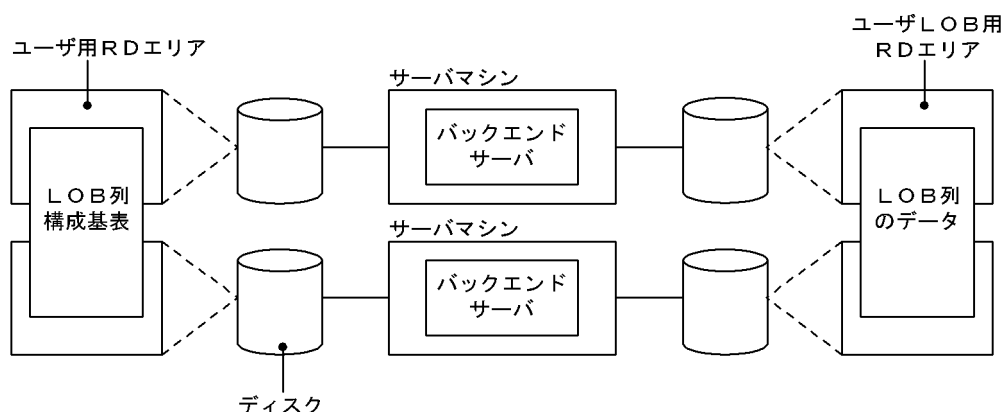 ユーザ用RDエリア
ユーザLOB用
RDエリア
サーバマシン
バックエンド
サーバ
LOB列
構成基表
LOB列
のデータ
サーバマシン
バックエンド
サーバ
ディスク